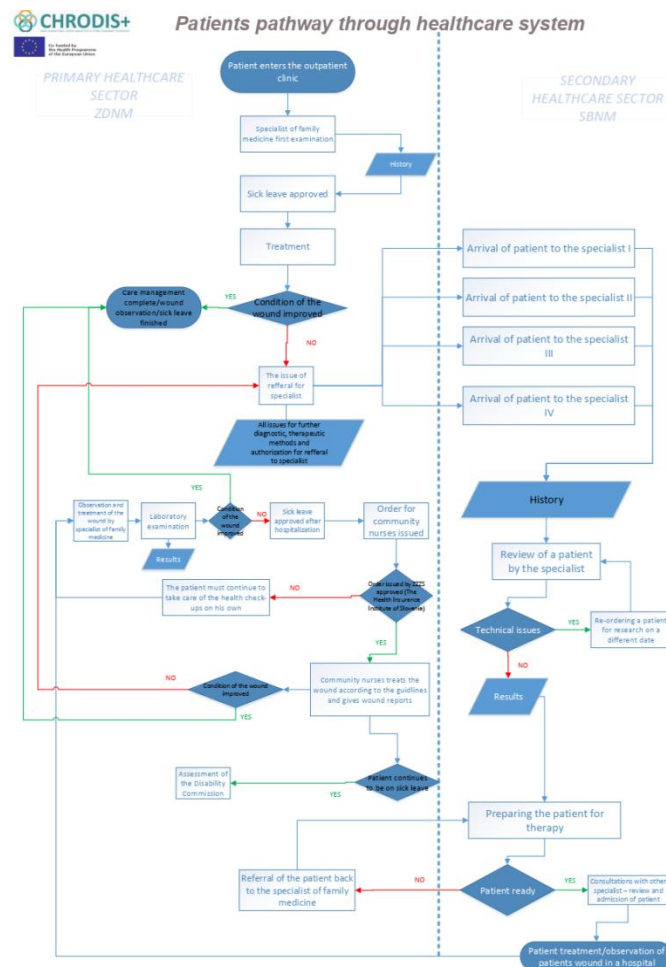 CHRODIS+
Co funded by
the Health Programme
of the European Union
Patients pathway through healthcare system
PRIMARY HEALTHCARE
SECTOR
ZDNM
SECONDARY
HEALTHCARE SECTOR
SBNM
Patient enters the outpatient
clinic
Specialist of family
medicine first examination
History
Sick leave approved
Treatment
Condition of the
wound improved
YES
NO
Care management
complete/wound
observation/sick leave
finished
The issue of
refferal for
specialist
All issues for further
diagnostic, therapeutic
methods and
authorization for refferal
to specialist
Arrival of patient to the specialist I
Arrival of patient to the specialist II
Arrival of patient to the specialist
III
Arrival of patient to the specialist
IV
History
Review of a patient
by the specialist
Technical issues
YES
Re-ordering a patient
for research on a
different date
NO
Results
Observation and
treatment of the
wound by
specialist of family
medicine
Laboratory
examination
Results
Condition of
the wound
improved
YES
NO
Sick leave
approved after
hospitalization
Order for
community
nurses issued
Order issued by ZZZS
approved (The
Health Insurance
Institute of Slovenia)
NO
The patient must continue to
take care of the health check-
ups on his own
YES
Community nurses treats the
wound according to the guidlines
and gives wound reports
Condition of the wound
improved
NO
YES
Patient continues
to be on sick leave
YES
Assessment of
the Disability
Commission
Preparing the patient for
therapy
Patient ready
NO
Referral of the patient back
to the specialist of family
medicine
YES
Consultations with other
specialist – review and
admission of patient
Patient treatment/observation of
patients wound in a hospital